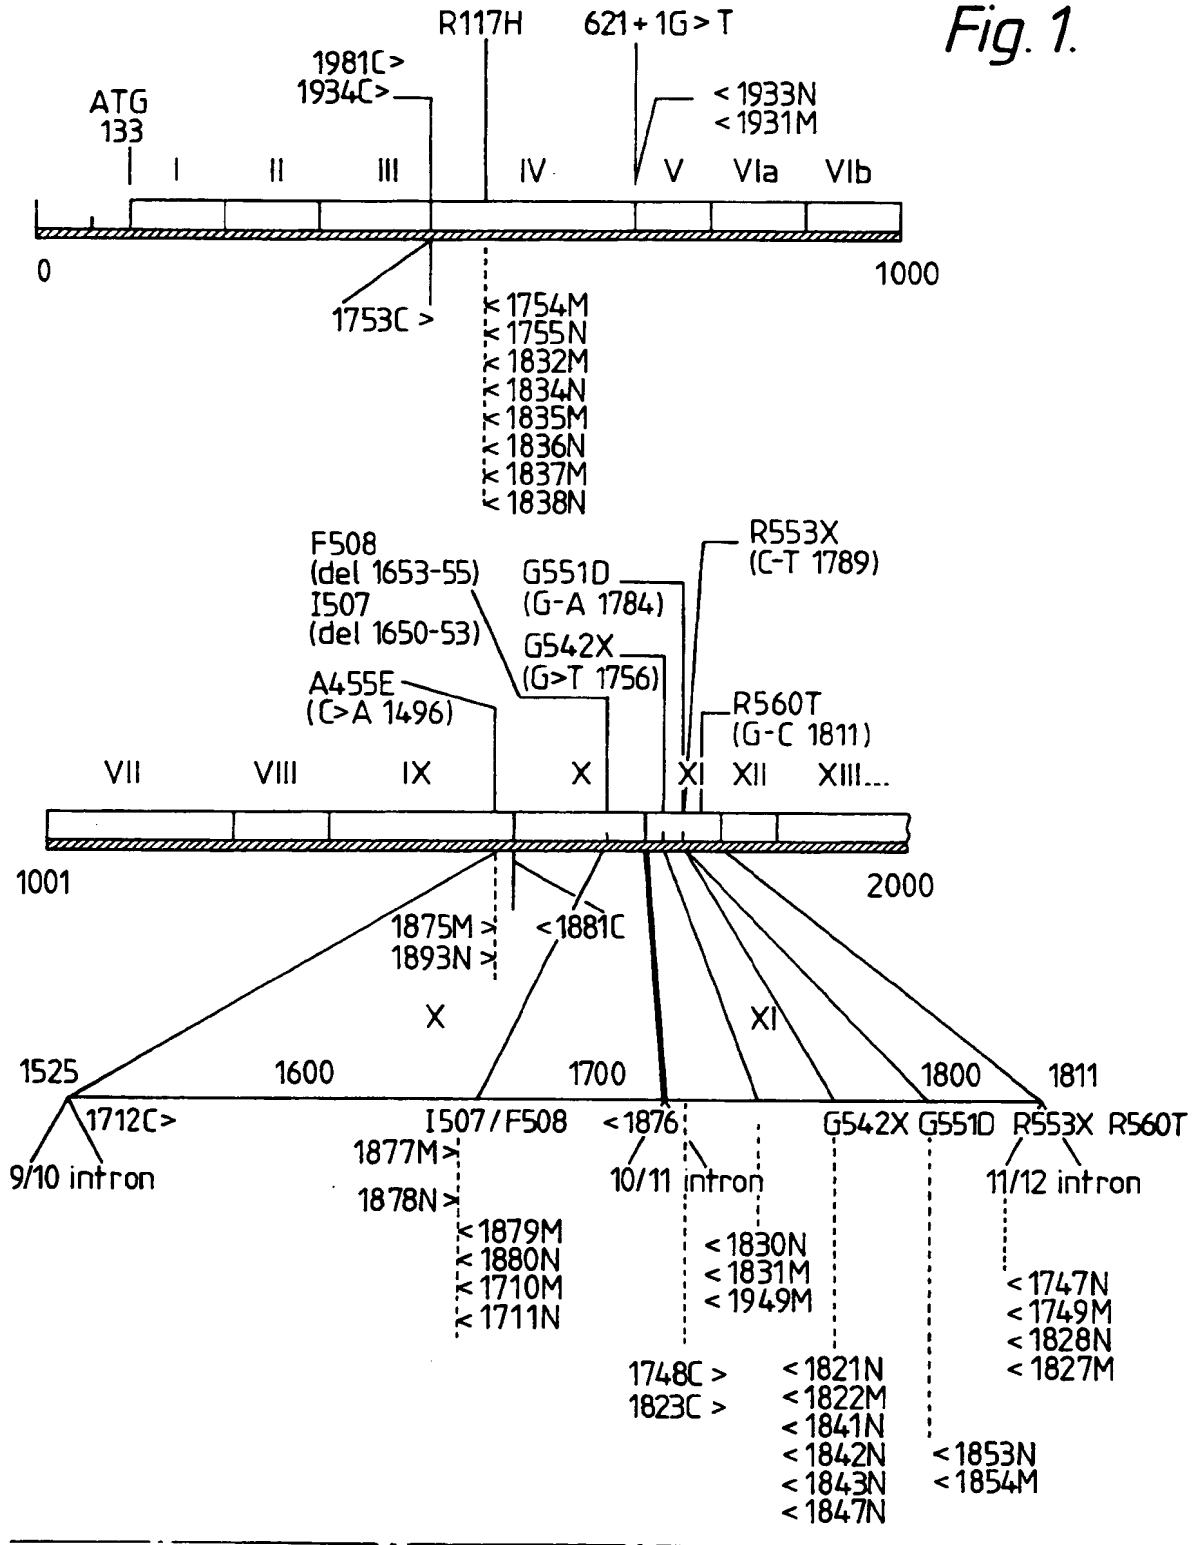 Fig. 1.
R117H
621+1G>T
1981C>
1934C>
<1933N
<1931M
ATG
133
I II III IV V VIa VIb
0 1000
1753C >
<1754M
<1755N
<1832M
<1834N
<1835M
<1836N
<1837M
<1838N
F508
(del 1653-55)
I507
(del 1650-53)
G551D
(G-A 1784)
R553X
(C-T 1789)
G542X
(G>T 1756)
A455E
(C>A 1496)
R560T
(G-C 1811)
VII VIII IX X XI XII XIII...
1001 2000
1875M >
1893N >
<1881C
X XI
1525 1600 1700 1800 1811
1712C> I507/F508 <1876 G542X G551D R553X R560T
9/10 intron
10/11 intron
11/12 intron
1877M>
1878N>
<1879M
<1880N
<1710M
<1711N
<1830N
<1831M
<1949M
1748C >
1823C >
<1821N
<1822M
<1841N
<1842N
<1843N
<1847N
<1853N
<1854M
<1747N
<1749M
<1828N
<1827M